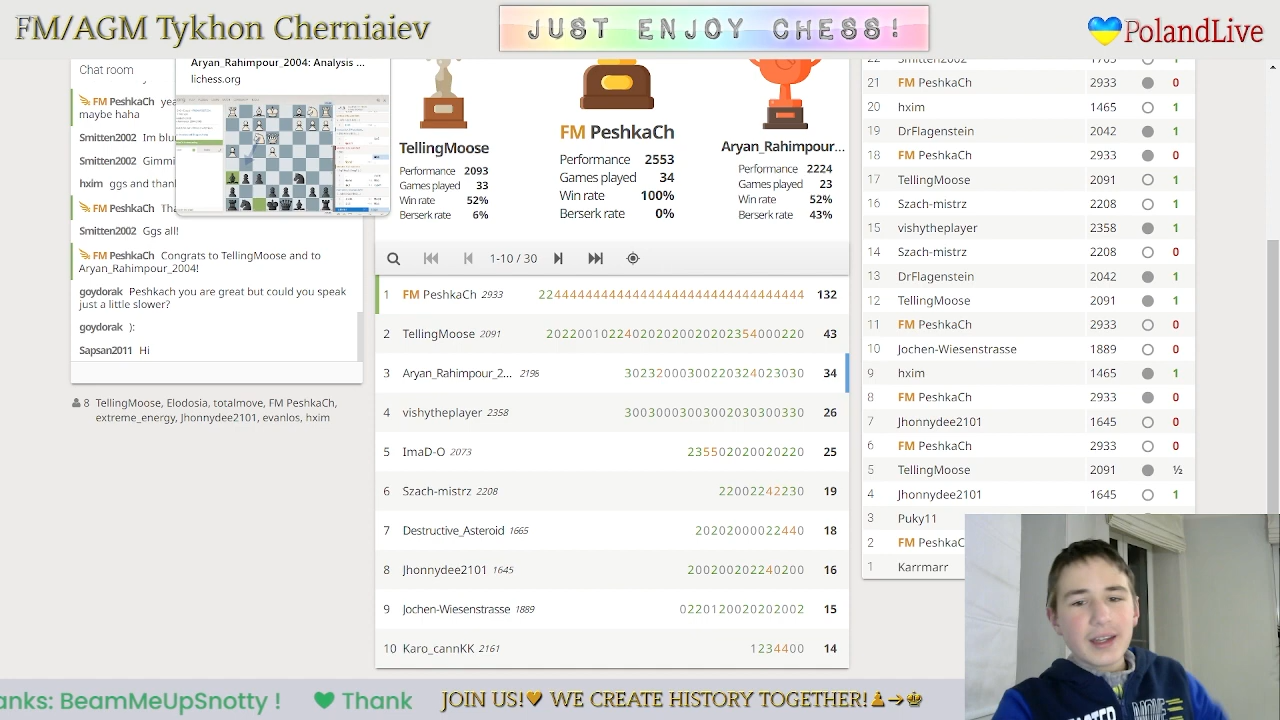 FM/AGM Tykhon Cherniaiev
JUST ENJOY CHESS!
PolandLive
Chat room
Aryan_Rahimpour_2004: Analysis ...
lichess.org
FM PeshkaCh
maybe haha
Smitten2002
Smitten2002
hxim ggs and
FM PeshkaCh
Smitten2002 Ggs all!
FM PeshkaCh Congrats to TellingMoose and to
Aryan_Rahimpour_2004!
goydorak Peshkach you are great but could you speak
just a little slower?
goydorak ):
Sapsan2011 Hi
8 TellingMoose, Elodosia, totalmove, FM PeshKaCh,
extreme_energy, Jhonnydee2101, evanlos, hxim
TellingMoose
Performance 2093
Games played 33
Win rate 52%
Berserk rate 6%
FM PeshkaCh
Performance 2553
Games played 34
Win rate 100%
Berserk rate 0%
Aryan_Rahimpour...
Performance 2224
Games played 23
Win rate 52%
Berserk rate 43%
1-10 / 30
1 FM PeshkaCh 2933 22444444444444444444444444444444444 132
2 TellingMoose 2091 202200102240202020020202354000220 43
3 Aryan_Rahimpour_2... 2198 30232000300220324023030 34
4 vishytheplayer 2358 300300030030020303003300 26
5 ImaD-O 2073 235502020020220 25
6 Szach-mistrz 2208 22002242230 19
7 Destructive_Asteroid 1665 20202000022440 18
8 Jhonnydee2101 1645 200200202240200 16
9 Jochen-Wiesenstrasse 1889 0220120020202002 15
10 Karo_cannKK 2161 1234400 14
22 Smitten2002 1765 1
21 FM PeshkaCh 2933 0
20 hxim 1465 1
19 DrFlagenstein 2042 1
18 FM PeshkaCh 2933 0
17 TellingMoose 2091 1
16 Szach-mistrz 2208 1
15 vishytheplayer 2358 1
14 Szach-mistrz 2208 0
13 DrFlagenstein 2042 1
12 TellingMoose 2091 1
11 FM PeshkaCh 2933 0
10 Jochen-Wiesenstrasse 1889 0
9 hxim 1465 1
8 FM PeshkaCh 2933 0
7 Jhonnydee2101 1645 0
6 FM PeshkaCh 2933 0
5 TellingMoose 2091 ½
4 Jhonnydee2101 1645 1
3 Puky11
2 FM PeshkaC
1 Karrmarr
anks: BeamMeUpSnotty ! Thank
JOIN US! WE CREATE HISTORY TOGETHER!